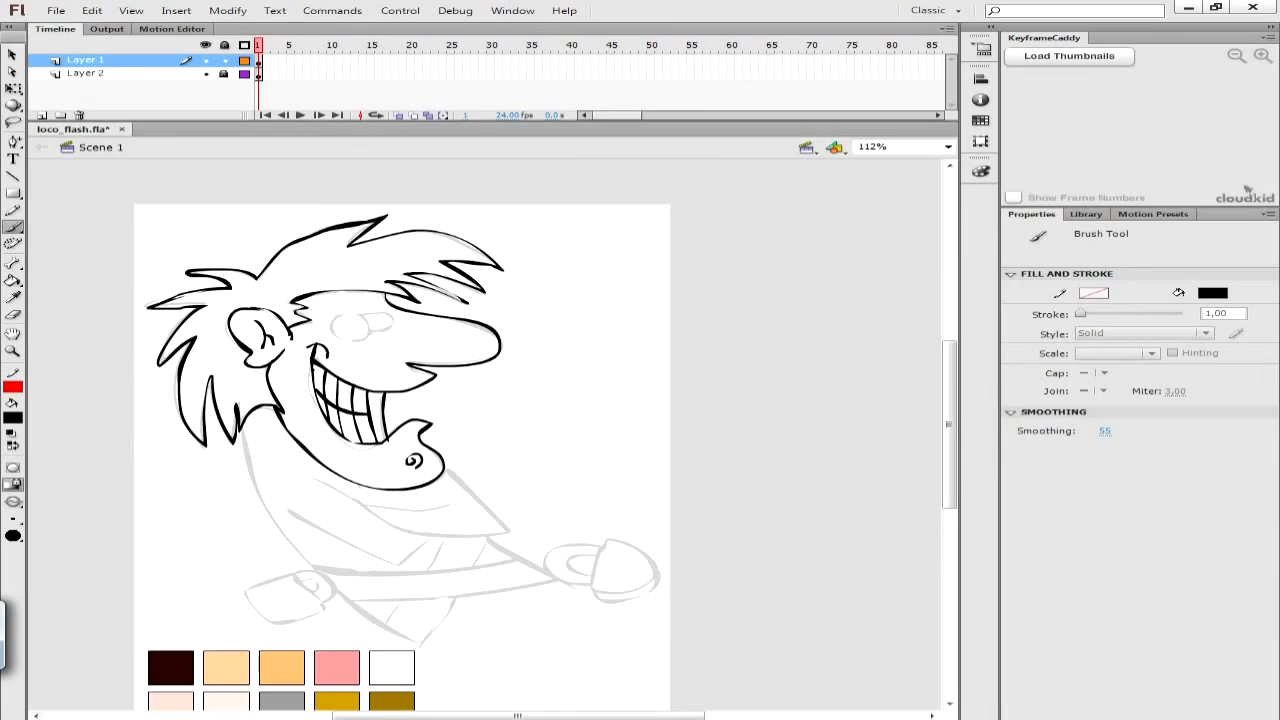 Fl File Edit View Insert Modify Text Commands Control Debug Window Help Classic
Timeline Output Motion Editor
1 5 10 15 20 25 30 35 40 45 50 55 60 65 70 75 80 85
Layer 1
Layer 2
1 24.00 fps 0.0 s
loco_flash.fla*
Scene 1 112%
KeyframeCaddy
Load Thumbnails
Show Frame Numbers cloudkid
Properties Library Motion Presets
Brush Tool
FILL AND STROKE
Stroke: 1,00
Style: Solid
Scale: Hinting
Cap:
Join: Miter: 3,00
SMOOTHING
Smoothing: 55